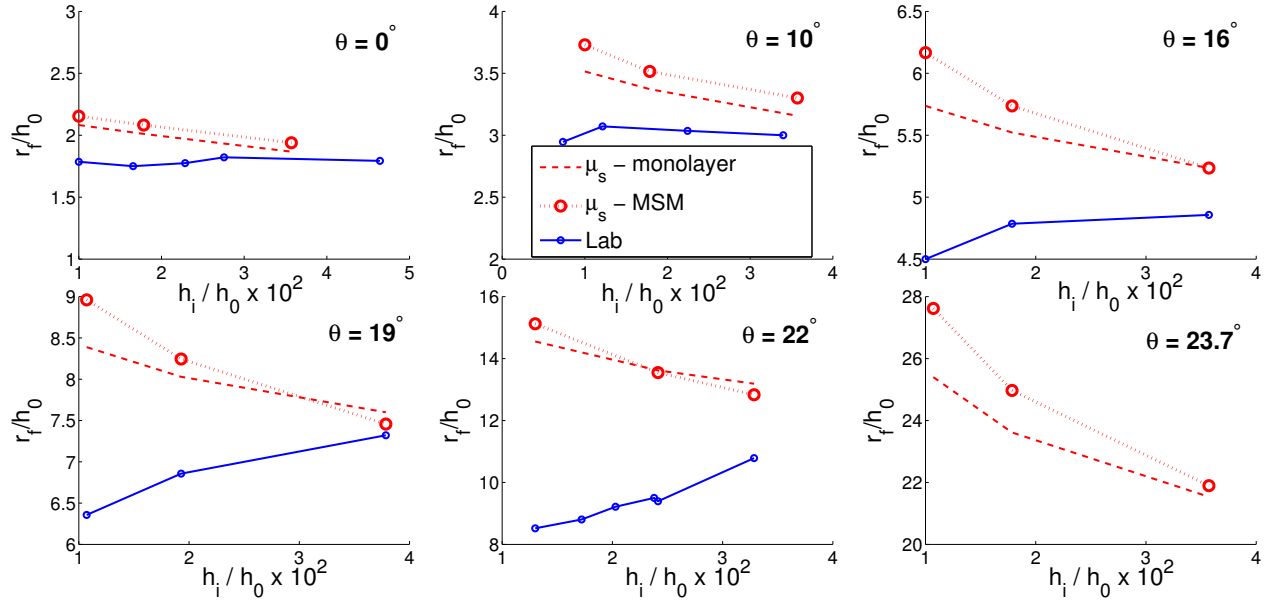 3
2.5
2
1.5
1
r_f/h_0
θ = 0°
1 2 3 4 5
h_i / h_0 x 10^2
4
3.5
3
2.5
2
r_f/h_0
θ = 10°
μ_s – monolayer
μ_s – MSM
Lab
0 1 2 3 4
h_i / h_0 x 10^2
6.5
6
5.5
5
4.5
r_f/h_0
θ = 16°
1 2 3 4
h_i / h_0 x 10^2
9
8.5
8
7.5
7
6.5
6
r_f/h_0
θ = 19°
1 2 3 4
h_i / h_0 x 10^2
16
14
12
10
8
r_f/h_0
θ = 22°
1 2 3 4
h_i / h_0 x 10^2
28
26
24
22
20
r_f/h_0
θ = 23.7°
1 2 3 4
h_i / h_0 x 10^2